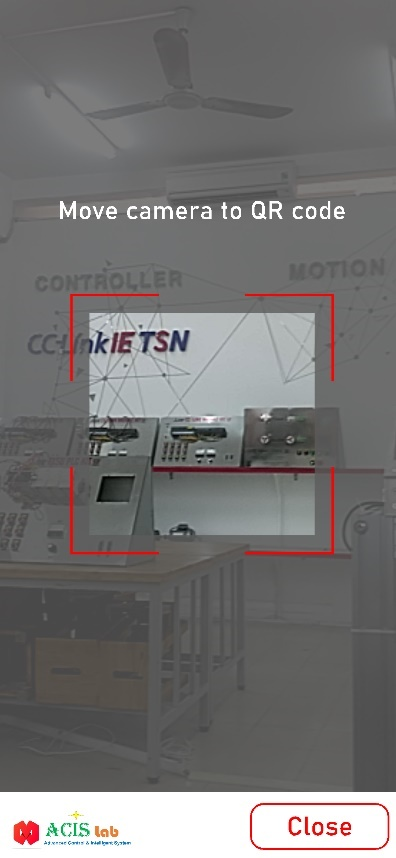 Move camera to QR code
CONTROLLER
MOTION
CC-Link IE TSN
ACIS lab
Advanced Control & Intelligent System
Close